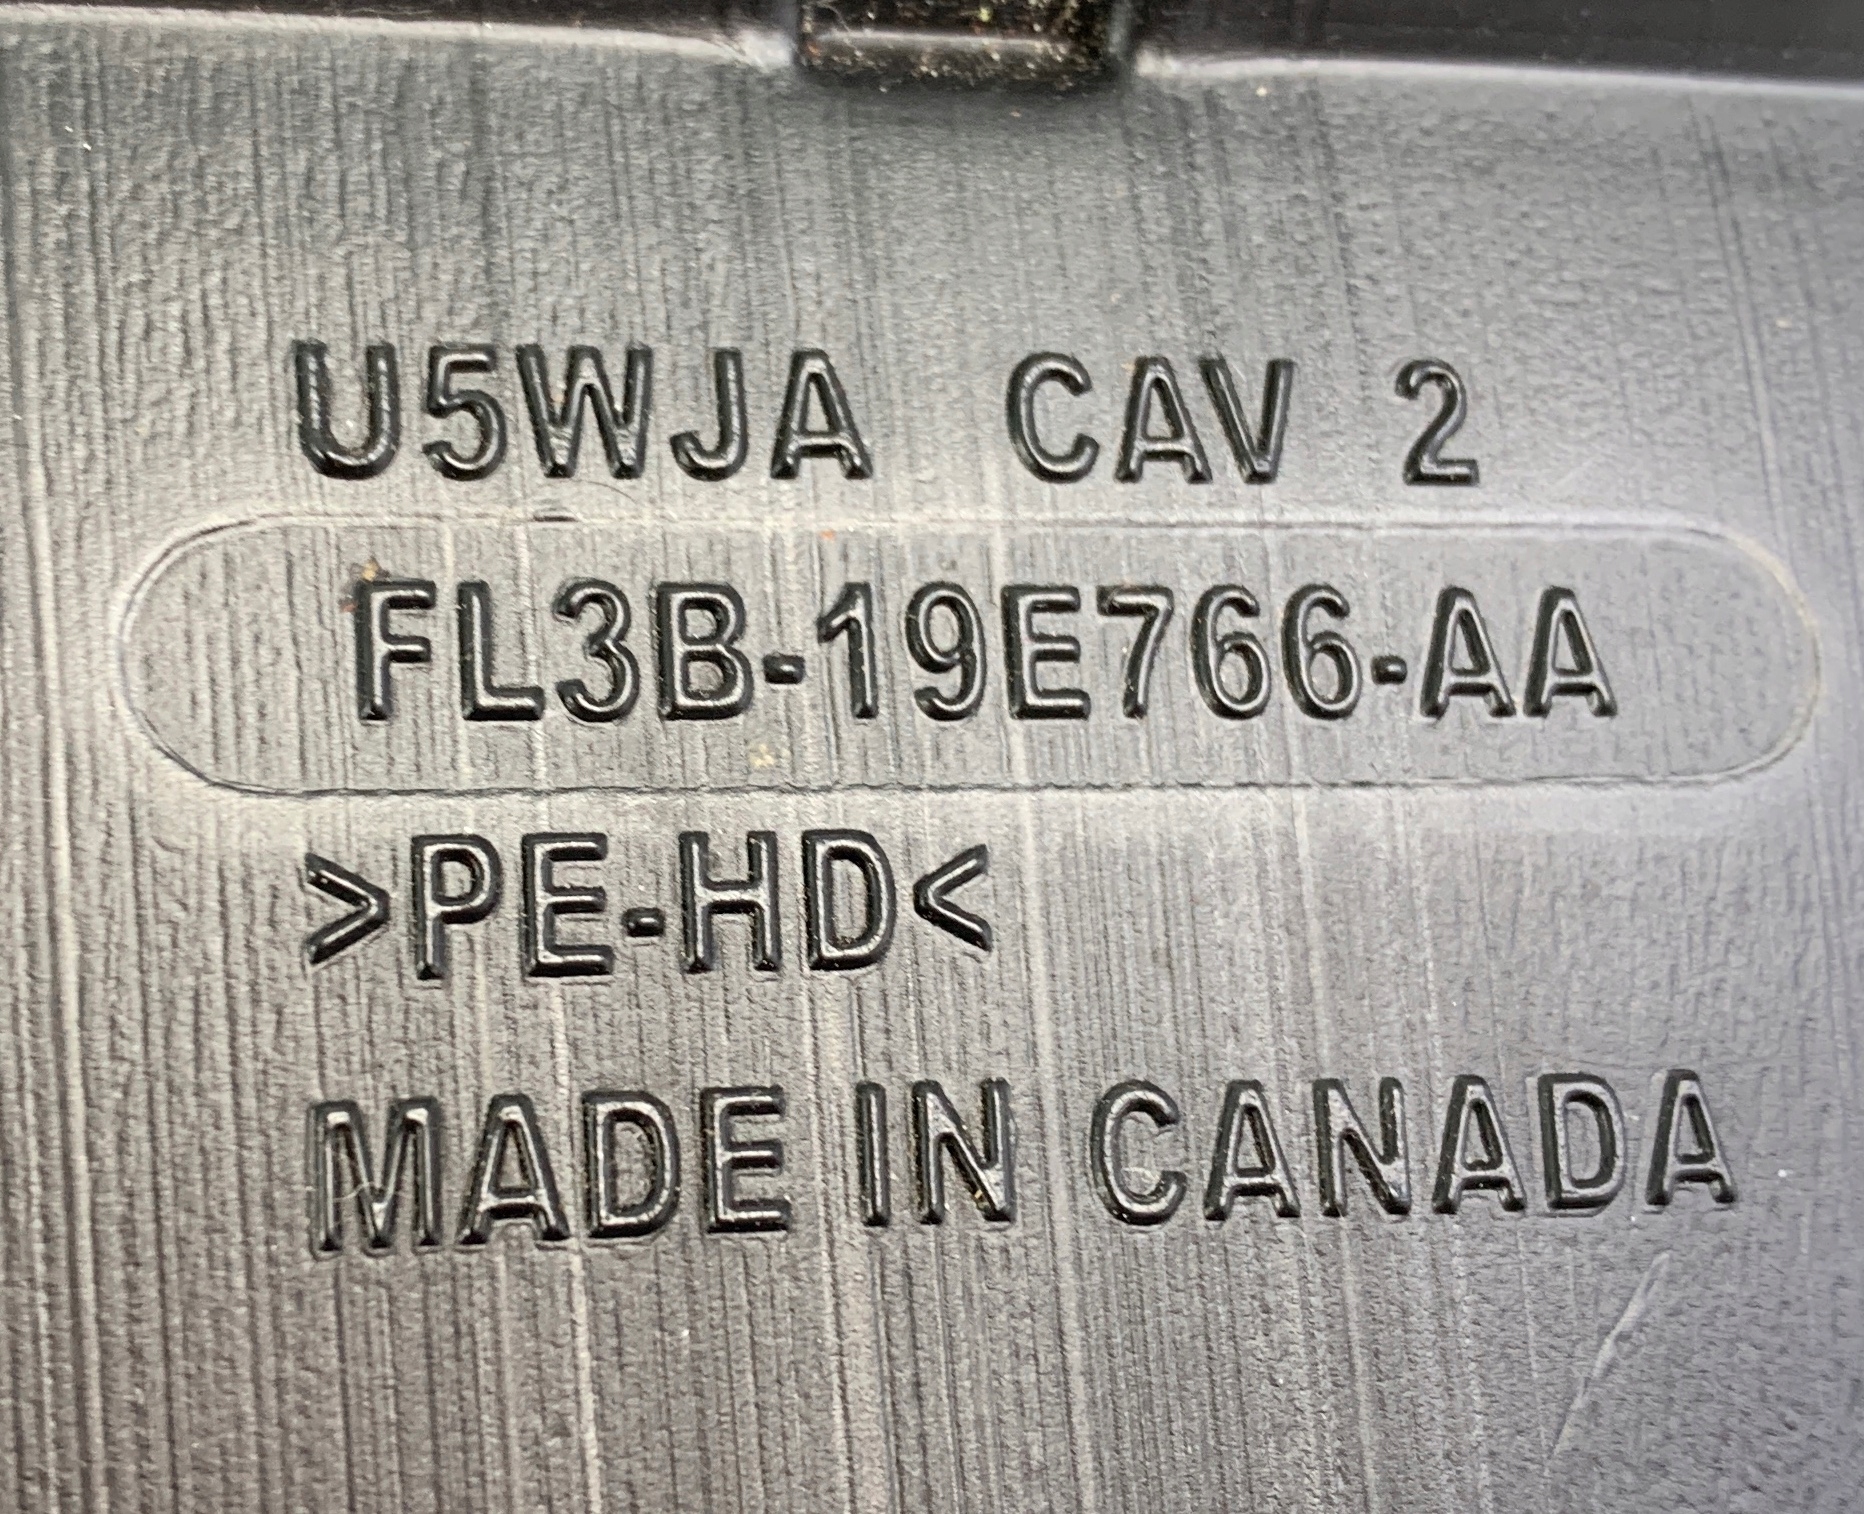 U5WJA CAV 2
FL3B-19E766-AA
>PE-HD<
MADE IN CANADA